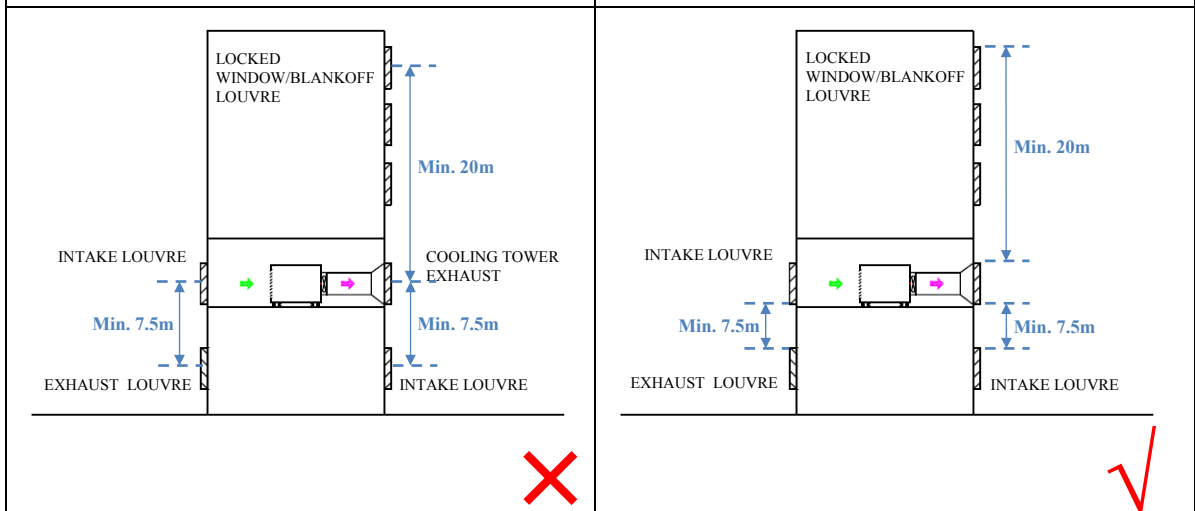 LOCKED
WINDOW/BLANKOFF
LOUVRE
Min. 20m
INTAKE LOUVRE
COOLING TOWER
EXHAUST
Min. 7.5m
Min. 7.5m
EXHAUST LOUVRE
INTAKE LOUVRE
LOCKED
WINDOW/BLANKOFF
LOUVRE
Min. 20m
INTAKE LOUVRE
Min. 7.5m
Min. 7.5m
EXHAUST LOUVRE
INTAKE LOUVRE